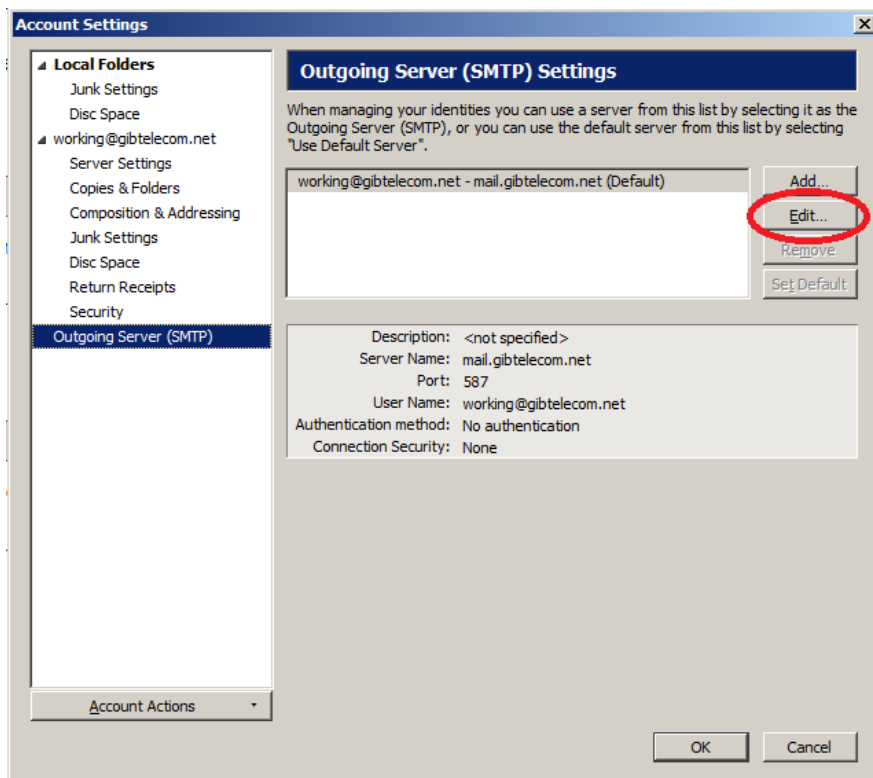 Account Settings
Local Folders
Junk Settings
Disc Space
working@gibtelecom.net
Server Settings
Copies & Folders
Composition & Addressing
Junk Settings
Disc Space
Return Receipts
Security
Outgoing Server (SMTP)
Account Actions
Outgoing Server (SMTP) Settings
When managing your identities you can use a server from this list by selecting it as the
Outgoing Server (SMTP), or you can use the default server from this list by selecting
"Use Default Server".
working@gibtelecom.net - mail.gibtelecom.net (Default)
Add...
Edit...
Remove
Set Default
Description: <not specified>
Server Name: mail.gibtelecom.net
Port: 587
User Name: working@gibtelecom.net
Authentication method: No authentication
Connection Security: None
OK
Cancel